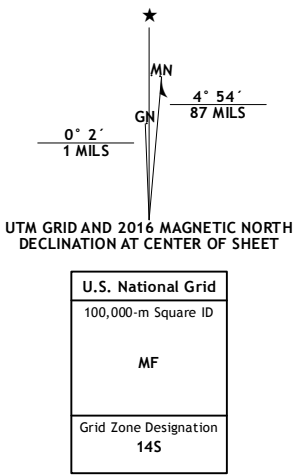 ★
MN
GN
4° 54´
87 MILS
0° 2´
1 MILS
UTM GRID AND 2016 MAGNETIC NORTH
DECLINATION AT CENTER OF SHEET
U.S. National Grid
100,000-m Square ID
MF
Grid Zone Designation
14S